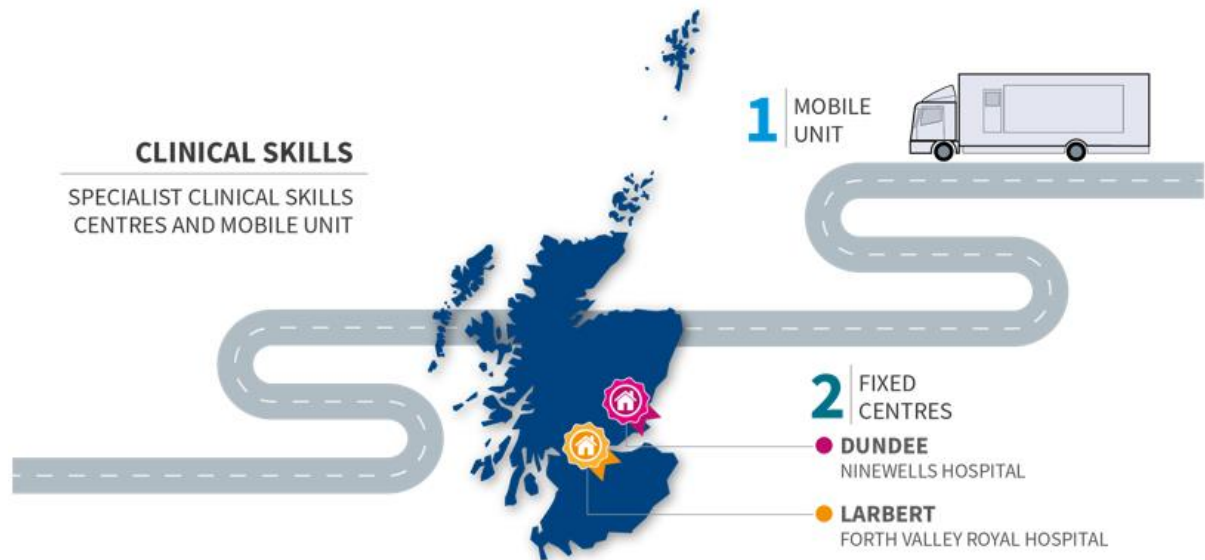 CLINICAL SKILLS
SPECIALIST CLINICAL SKILLS
CENTRES AND MOBILE UNIT
1 MOBILE
UNIT
2 FIXED
CENTRES
DUNDEE
NINEWELLS HOSPITAL
LARBERT
FORTH VALLEY ROYAL HOSPITAL